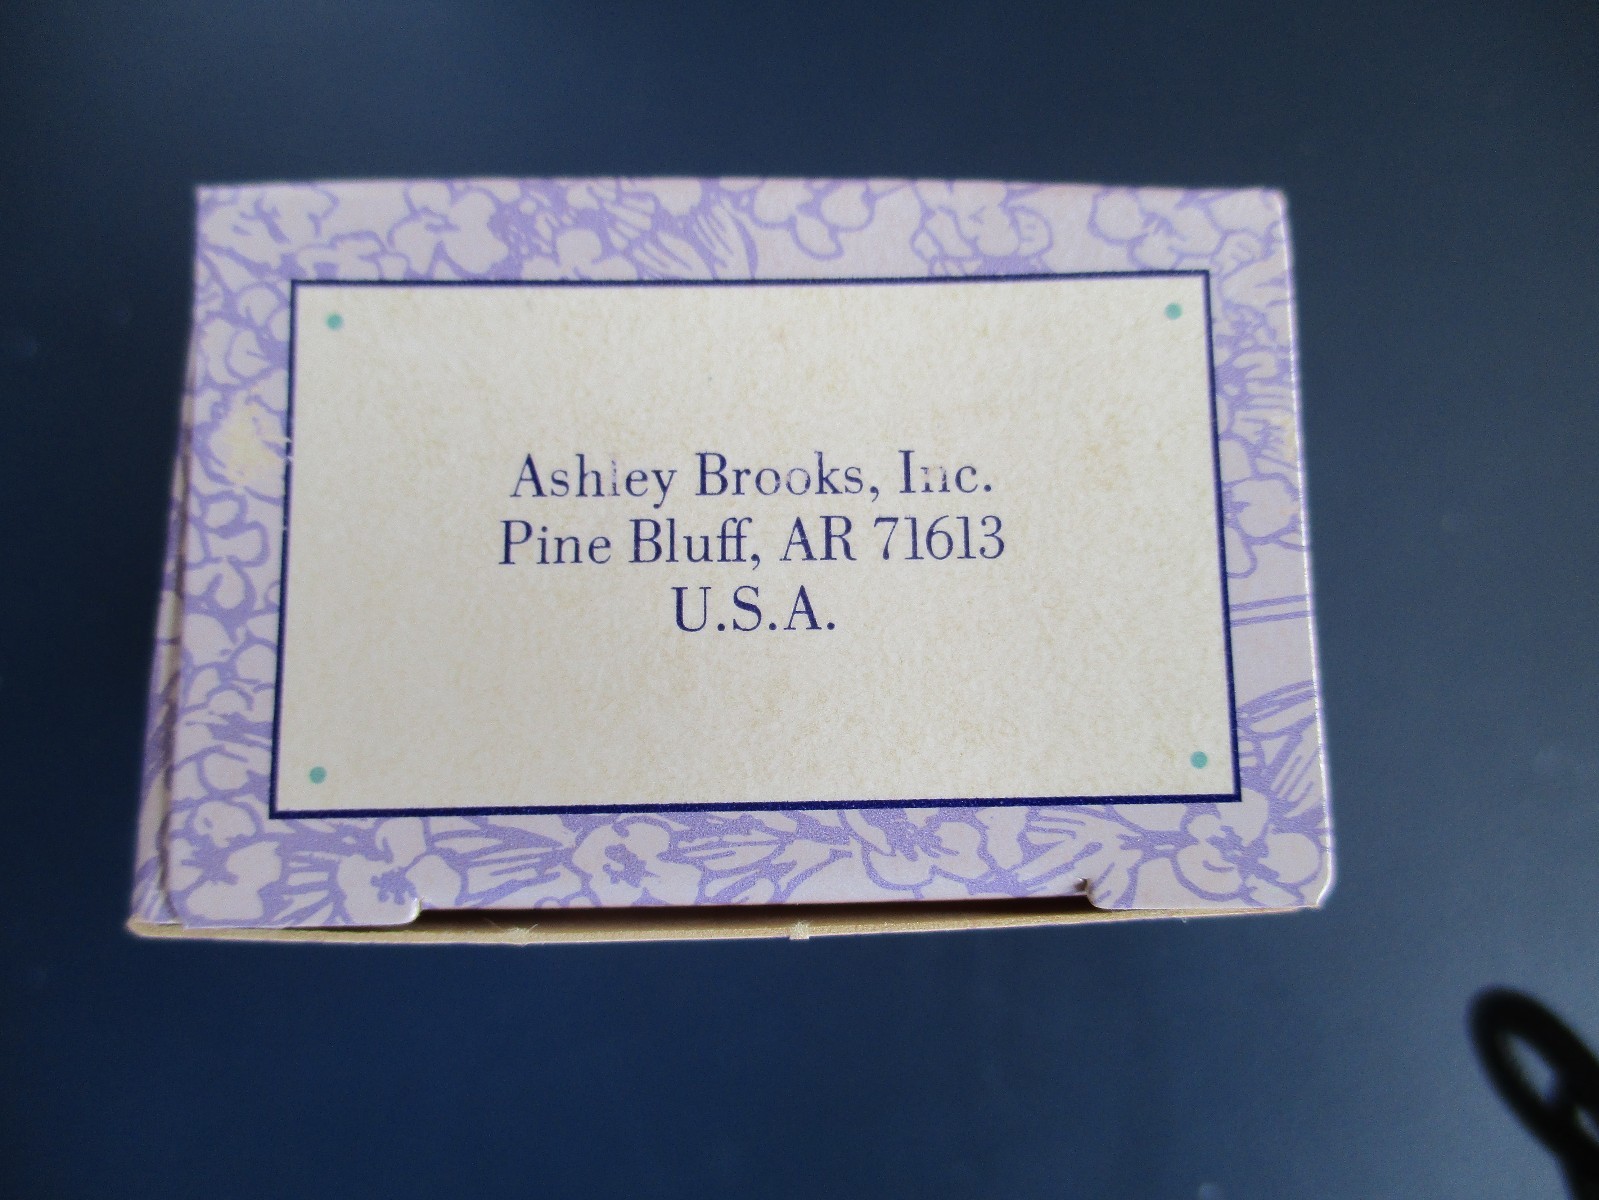 Ashley Brooks, Inc.
Pine Bluff, AR 71613
U.S.A.